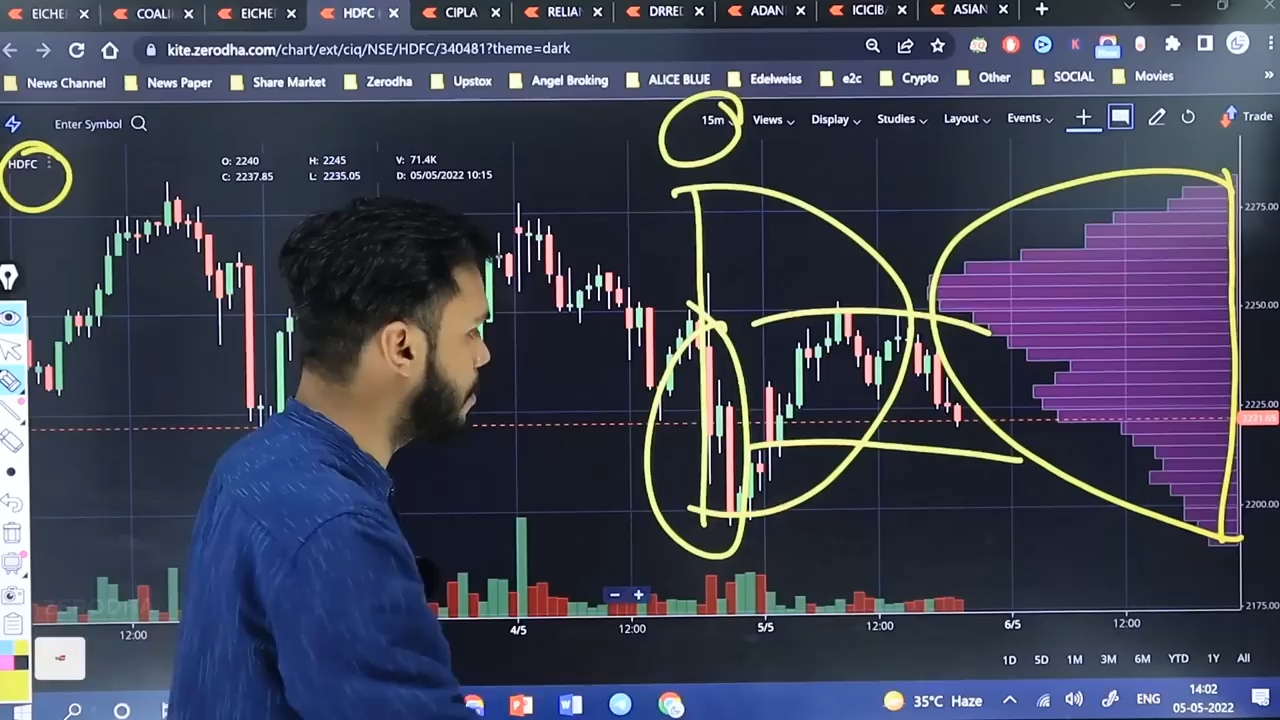 EICHE
COALI
EICHE
HDFC
CIPLA
RELIAN
DRRED
ADAN
ICICIB
ASIAN
kite.zerodha.com/chart/ext/ciq/NSE/HDFC/340481?theme=dark
News Channel
News Paper
Share Market
Zerodha
Upstox
Angel Broking
ALICE BLUE
Edelweiss
e2c
Crypto
Other
SOCIAL
Movies
Enter Symbol
15m
Views
Display
Studies
Layout
Events
Trade
HDFC
O: 2240
H: 2245
V: 71.4K
C: 2237.85
L: 2235.05
D: 05/05/2022 10:15
2275.00
2250.00
2225.00
2221.65
2200.00
2175.00
ZERODHA
12:00
4/5
12:00
5/5
12:00
6/5
12:00
1D
5D
1M
3M
6M
YTD
1Y
All
35°C Haze
ENG
14:02
05-05-2022